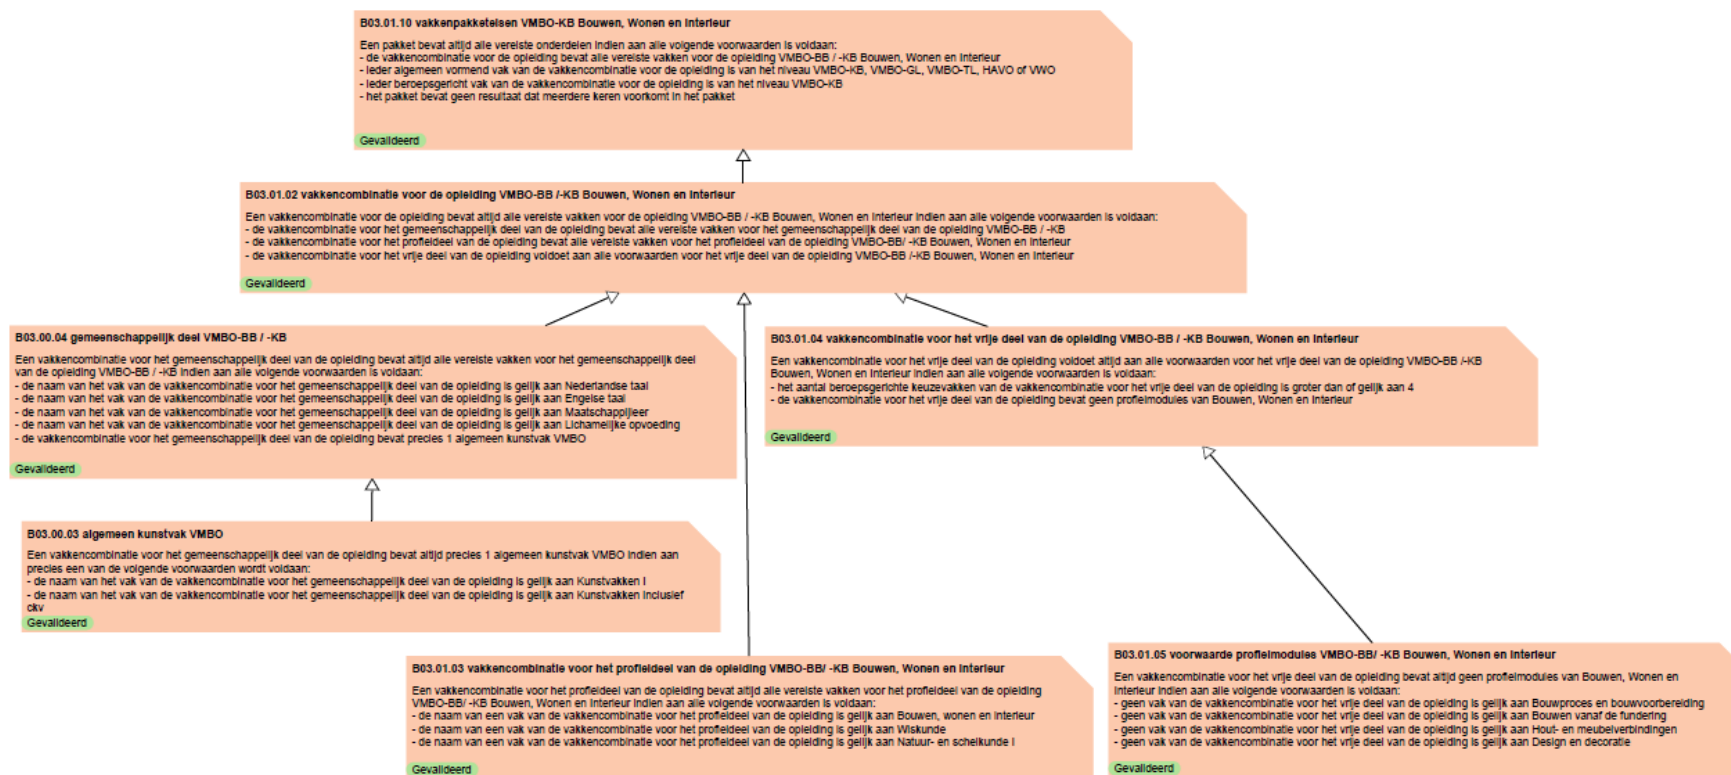 B03.01.10 vakkenpakketeisen VMBO-KB Bouwen, Wonen en Interieur
Een pakket bevat altijd alle vereiste onderdelen indien aan alle volgende voorwaarden is voldaan:
- de vakkencombinatie voor de opleiding bevat alle vereiste vakken voor de opleiding VMBO-BB / -KB Bouwen, Wonen en Interieur
- ieder algemeen vormend vak van de vakkencombinatie voor de opleiding is van het niveau VMBO-KB, VMBO-GL, VMBO-TL, HAVO of VWO
- ieder beroepsgericht vak van de vakkencombinatie voor de opleiding is van het niveau VMBO-KB
- het pakket bevat geen resultaat dat meerdere keren voorkomt in het pakket
Gevalideerd
B03.01.02 vakkencombinatie voor de opleiding VMBO-BB /-KB Bouwen, Wonen en Interieur
Een vakkencombinatie voor de opleiding bevat altijd alle vereiste vakken voor de opleiding VMBO-BB / -KB Bouwen, Wonen en Interieur indien aan alle volgende voorwaarden is voldaan:
- de vakkencombinatie voor het gemeenschappelijk deel van de opleiding bevat alle vereiste vakken voor het gemeenschappelijk deel van de opleiding VMBO-BB / -KB
- de vakkencombinatie voor het profieldeel van de opleiding bevat alle vereiste vakken voor het profieldeel van de opleiding VMBO-BB/ -KB Bouwen, Wonen en Interieur
- de vakkencombinatie voor het vrije deel van de opleiding voldoet aan alle voorwaarden voor het vrije deel van de opleiding VMBO-BB /-KB Bouwen, Wonen en Interieur
Gevalideerd
B03.00.04 gemeenschappelijk deel VMBO-BB / -KB
Een vakkencombinatie voor het gemeenschappelijk deel van de opleiding bevat altijd alle vereiste vakken voor het gemeenschappelijk deel
van de opleiding VMBO-BB / -KB indien aan alle volgende voorwaarden is voldaan:
- de naam van het vak van de vakkencombinatie voor het gemeenschappelijk deel van de opleiding is gelijk aan Nederlandse taal
- de naam van het vak van de vakkencombinatie voor het gemeenschappelijk deel van de opleiding is gelijk aan Engelse taal
- de naam van het vak van de vakkencombinatie voor het gemeenschappelijk deel van de opleiding is gelijk aan Maatschappijleer
- de naam van het vak van de vakkencombinatie voor het gemeenschappelijk deel van de opleiding is gelijk aan Lichamelijke opvoeding
- de vakkencombinatie voor het gemeenschappelijk deel van de opleiding bevat precies 1 algemeen kunstvak VMBO
Gevalideerd
B03.01.04 vakkencombinatie voor het vrije deel van de opleiding VMBO-BB / -KB Bouwen, Wonen en Interieur
Een vakkencombinatie voor het vrije deel van de opleiding voldoet altijd aan alle voorwaarden voor het vrije deel van de opleiding VMBO-BB /-KB
Bouwen, Wonen en Interieur indien aan alle volgende voorwaarden is voldaan:
- het aantal beroepsgerichte keuzevakken van de vakkencombinatie voor het vrije deel van de opleiding is groter dan of gelijk aan 4
- de vakkencombinatie voor het vrije deel van de opleiding bevat geen profielmodules van Bouwen, Wonen en Interieur
Gevalideerd
B03.00.03 algemeen kunstvak VMBO
Een vakkencombinatie voor het gemeenschappelijk deel van de opleiding bevat altijd precies 1 algemeen kunstvak VMBO indien aan
precies een van de volgende voorwaarden wordt voldaan:
- de naam van het vak van de vakkencombinatie voor het gemeenschappelijk deel van de opleiding is gelijk aan Kunstvakken I
- de naam van het vak van de vakkencombinatie voor het gemeenschappelijk deel van de opleiding is gelijk aan Kunstvakken inclusief
ckv
Gevalideerd
B03.01.03 vakkencombinatie voor het profieldeel van de opleiding VMBO-BB/ -KB Bouwen, Wonen en Interieur
Een vakkencombinatie voor het profieldeel van de opleiding bevat altijd alle vereiste vakken voor het profieldeel van de opleiding
VMBO-BB/ -KB Bouwen, Wonen en Interieur indien aan alle volgende voorwaarden is voldaan:
- de naam van een vak van de vakkencombinatie voor het profieldeel van de opleiding is gelijk aan Bouwen, wonen en interieur
- de naam van een vak van de vakkencombinatie voor het profieldeel van de opleiding is gelijk aan Wiskunde
- de naam van een vak van de vakkencombinatie voor het profieldeel van de opleiding is gelijk aan Natuur- en scheikunde I
Gevalideerd
B03.01.05 voorwaarde profielmodules VMBO-BB/ -KB Bouwen, Wonen en Interieur
Een vakkencombinatie voor het vrije deel van de opleiding bevat altijd geen profielmodules van Bouwen, Wonen en
Interieur indien aan alle volgende voorwaarden is voldaan:
- geen vak van de vakkencombinatie voor het vrije deel van de opleiding is gelijk aan Bouwproces en bouwvoorbereiding
- geen vak van de vakkencombinatie voor het vrije deel van de opleiding is gelijk aan Bouwen vanaf de fundering
- geen vak van de vakkencombinatie voor het vrije deel van de opleiding is gelijk aan Hout- en meubelverbindingen
- geen vak van de vakkencombinatie voor het vrije deel van de opleiding is gelijk aan Design en decoratie
Gevalideerd